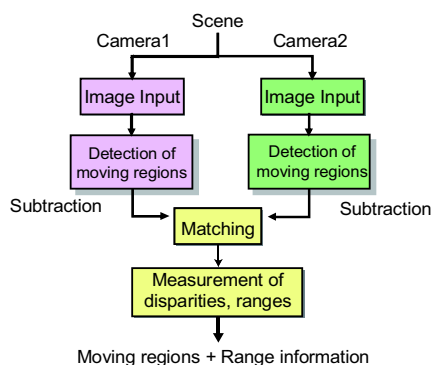 Scene
Camera1
Camera2
Image Input
Image Input
Detection of
moving regions
Detection of
moving regions
Subtraction
Subtraction
Matching
Measurement of
disparities, ranges
Moving regions + Range information